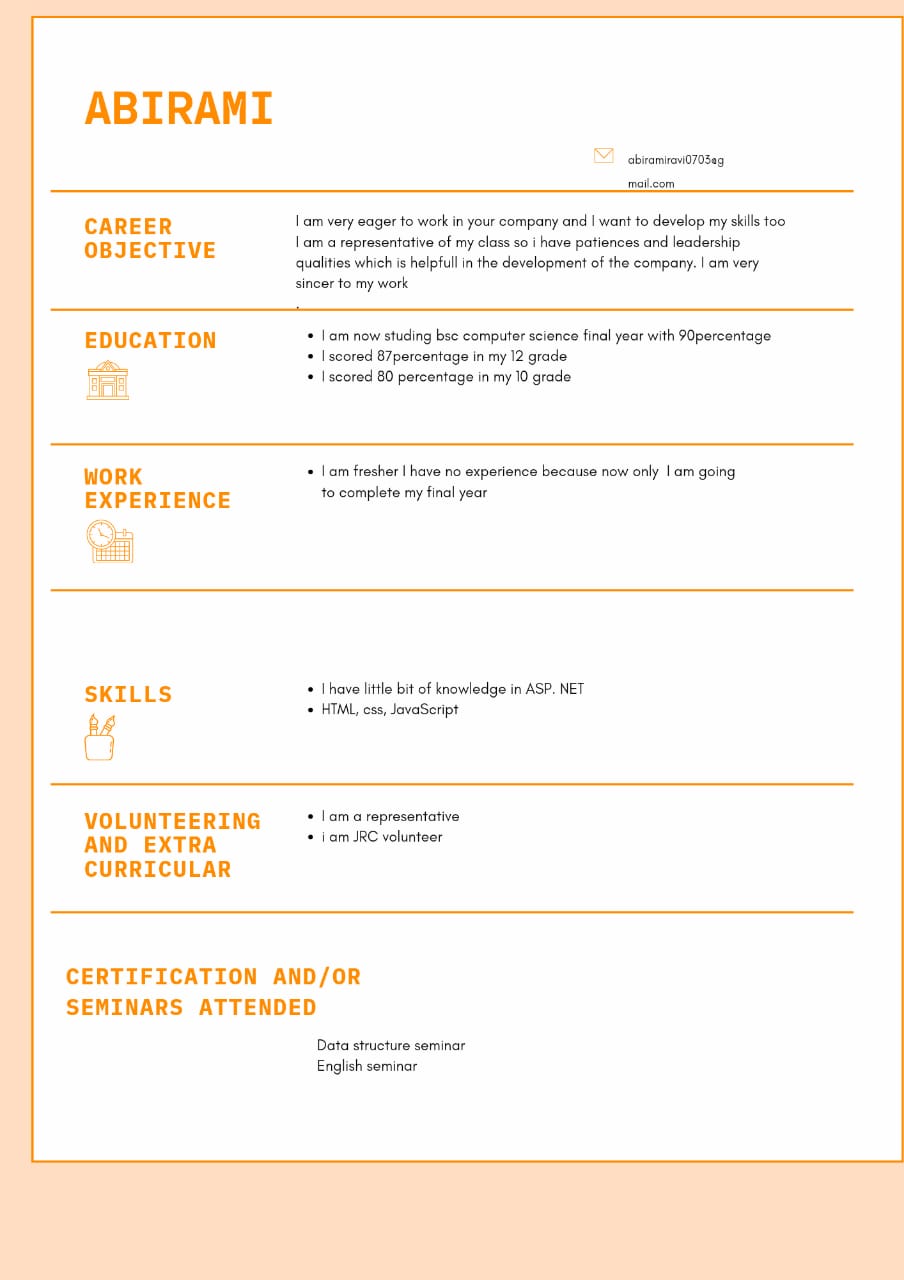 ABIRAMI
abiramiravi0703@g
mail.com
CAREER
OBJECTIVE
I am very eager to work in your company and I want to develop my skills too
I am a representative of my class so i have patiences and leadership
qualities which is helpfull in the development of the company. I am very
sincer to my work
.
EDUCATION
• I am now studing bsc computer science final year with 90percentage
• I scored 87percentage in my 12 grade
• I scored 80 percentage in my 10 grade
WORK
EXPERIENCE
• I am fresher I have no experience because now only  I am going
to complete my final year
SKILLS
• I have little bit of knowledge in ASP. NET
• HTML, css, JavaScript
VOLUNTEERING
AND EXTRA
CURRICULAR
• I am a representative
• i am JRC volunteer
CERTIFICATION AND/OR
SEMINARS ATTENDED
Data structure seminar
English seminar